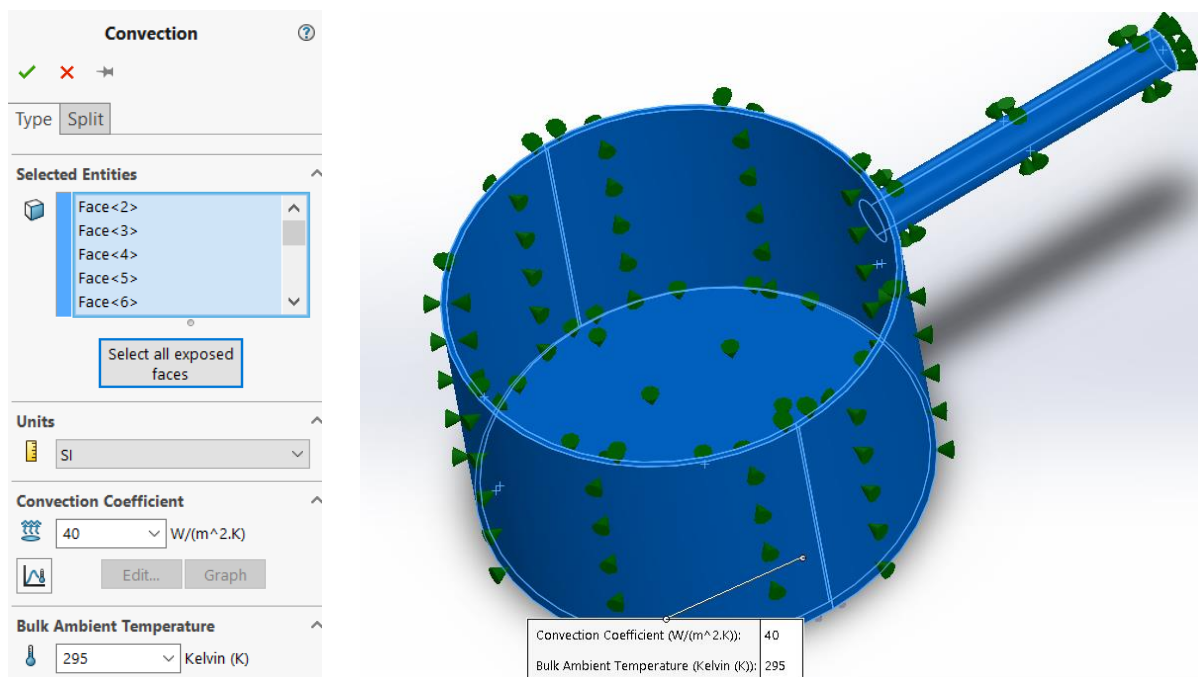 Convection
?
Type Split
Selected Entities
Face<2>
Face<3>
Face<4>
Face<5>
Face<6>
Select all exposed
faces
Units
SI
Convection Coefficient
40 W/(m^2.K)
Edit... Graph
Bulk Ambient Temperature
295 Kelvin (K)
Convection Coefficient (W/(m^2.K)): 40
Bulk Ambient Temperature (Kelvin (K)): 295